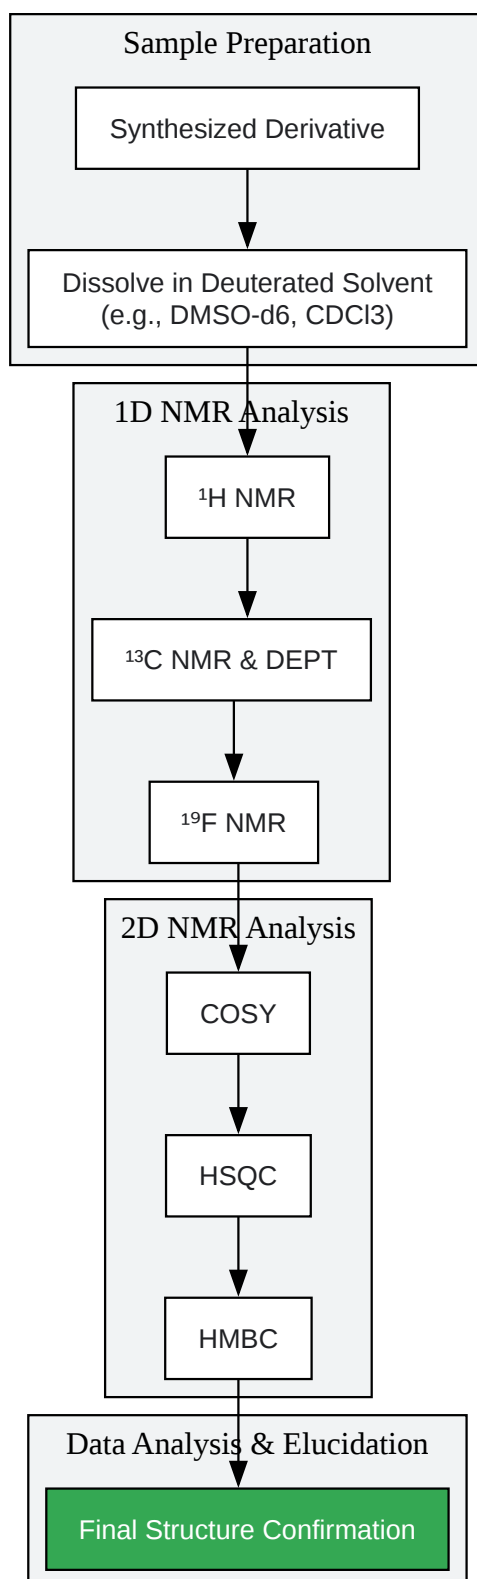 Sample Preparation
Synthesized Derivative
Dissolve in Deuterated Solvent
(e.g., DMSO-d6, CDCl3)
1D NMR Analysis
¹H NMR
¹³C NMR & DEPT
¹⁹F NMR
2D NMR Analysis
COSY
HSQC
HMBC
Data Analysis & Elucidation
Final Structure Confirmation